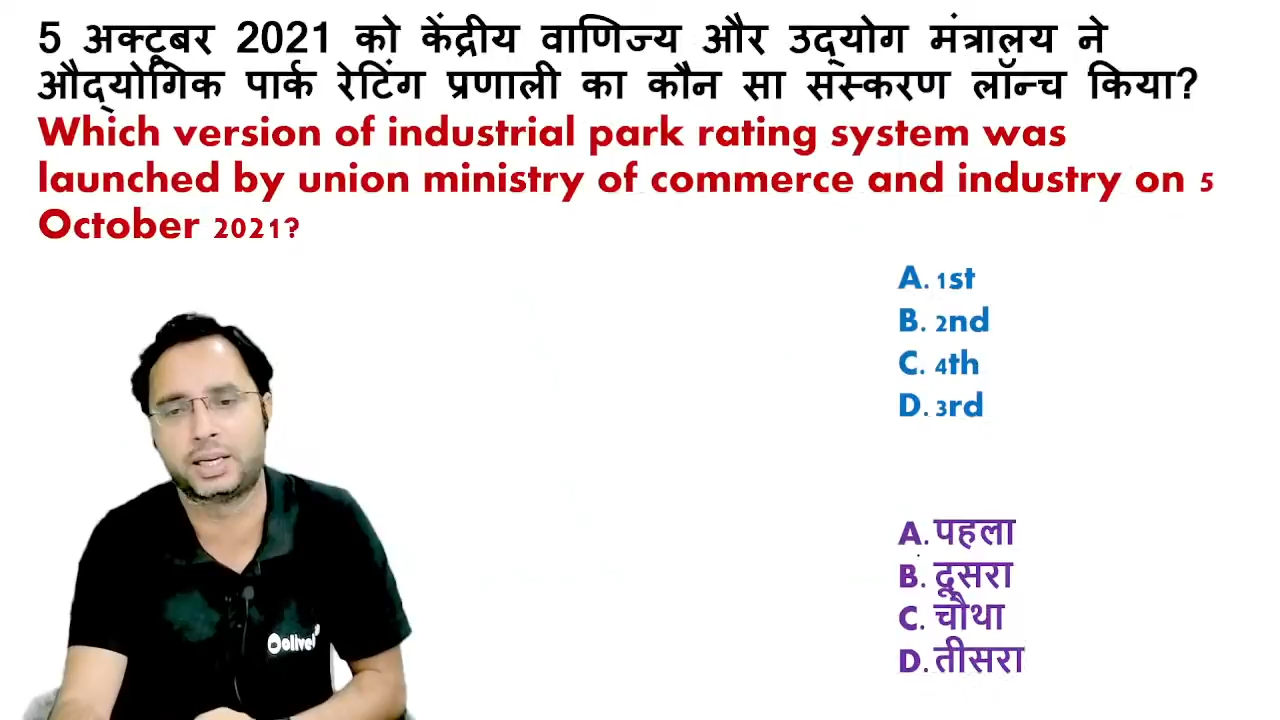 5 अक्टूबर 2021 को केंद्रीय वाणिज्य और उद्योग मंत्रालय ने
औद्योगिक पार्क रेटिंग प्रणाली का कौन सा संस्करण लॉन्च किया?
Which version of industrial park rating system was
launched by union ministry of commerce and industry on 5
October 2021?
A. 1st
B. 2nd
C. 4th
D. 3rd
A. पहला
B. दूसरा
C. चौथा
D. तीसरा